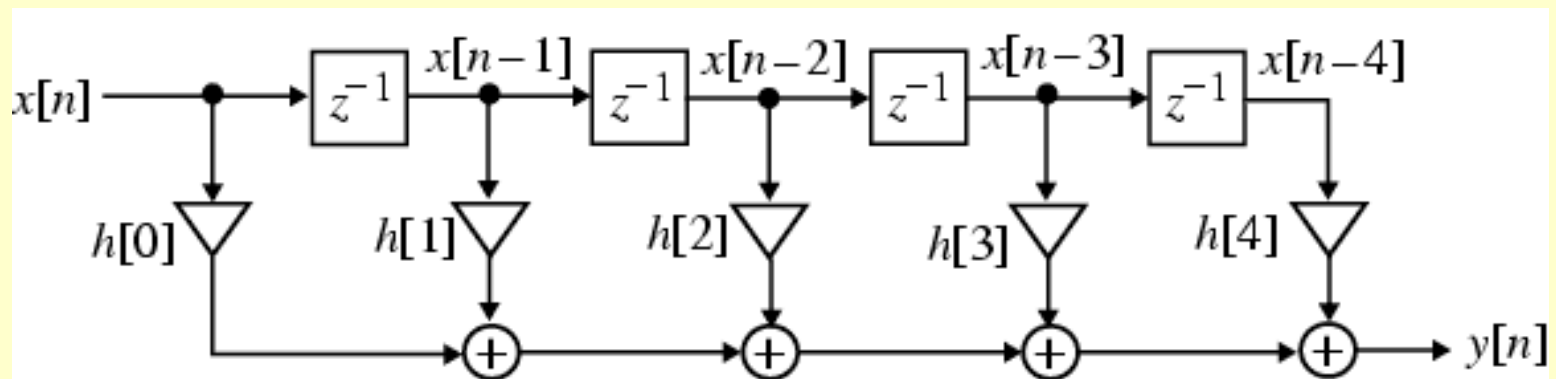 x[n] z⁻¹ x[n−1] z⁻¹ x[n−2] z⁻¹ x[n−3] z⁻¹ x[n−4]
h[0] h[1] h[2] h[3] h[4]
+ + + + y[n]